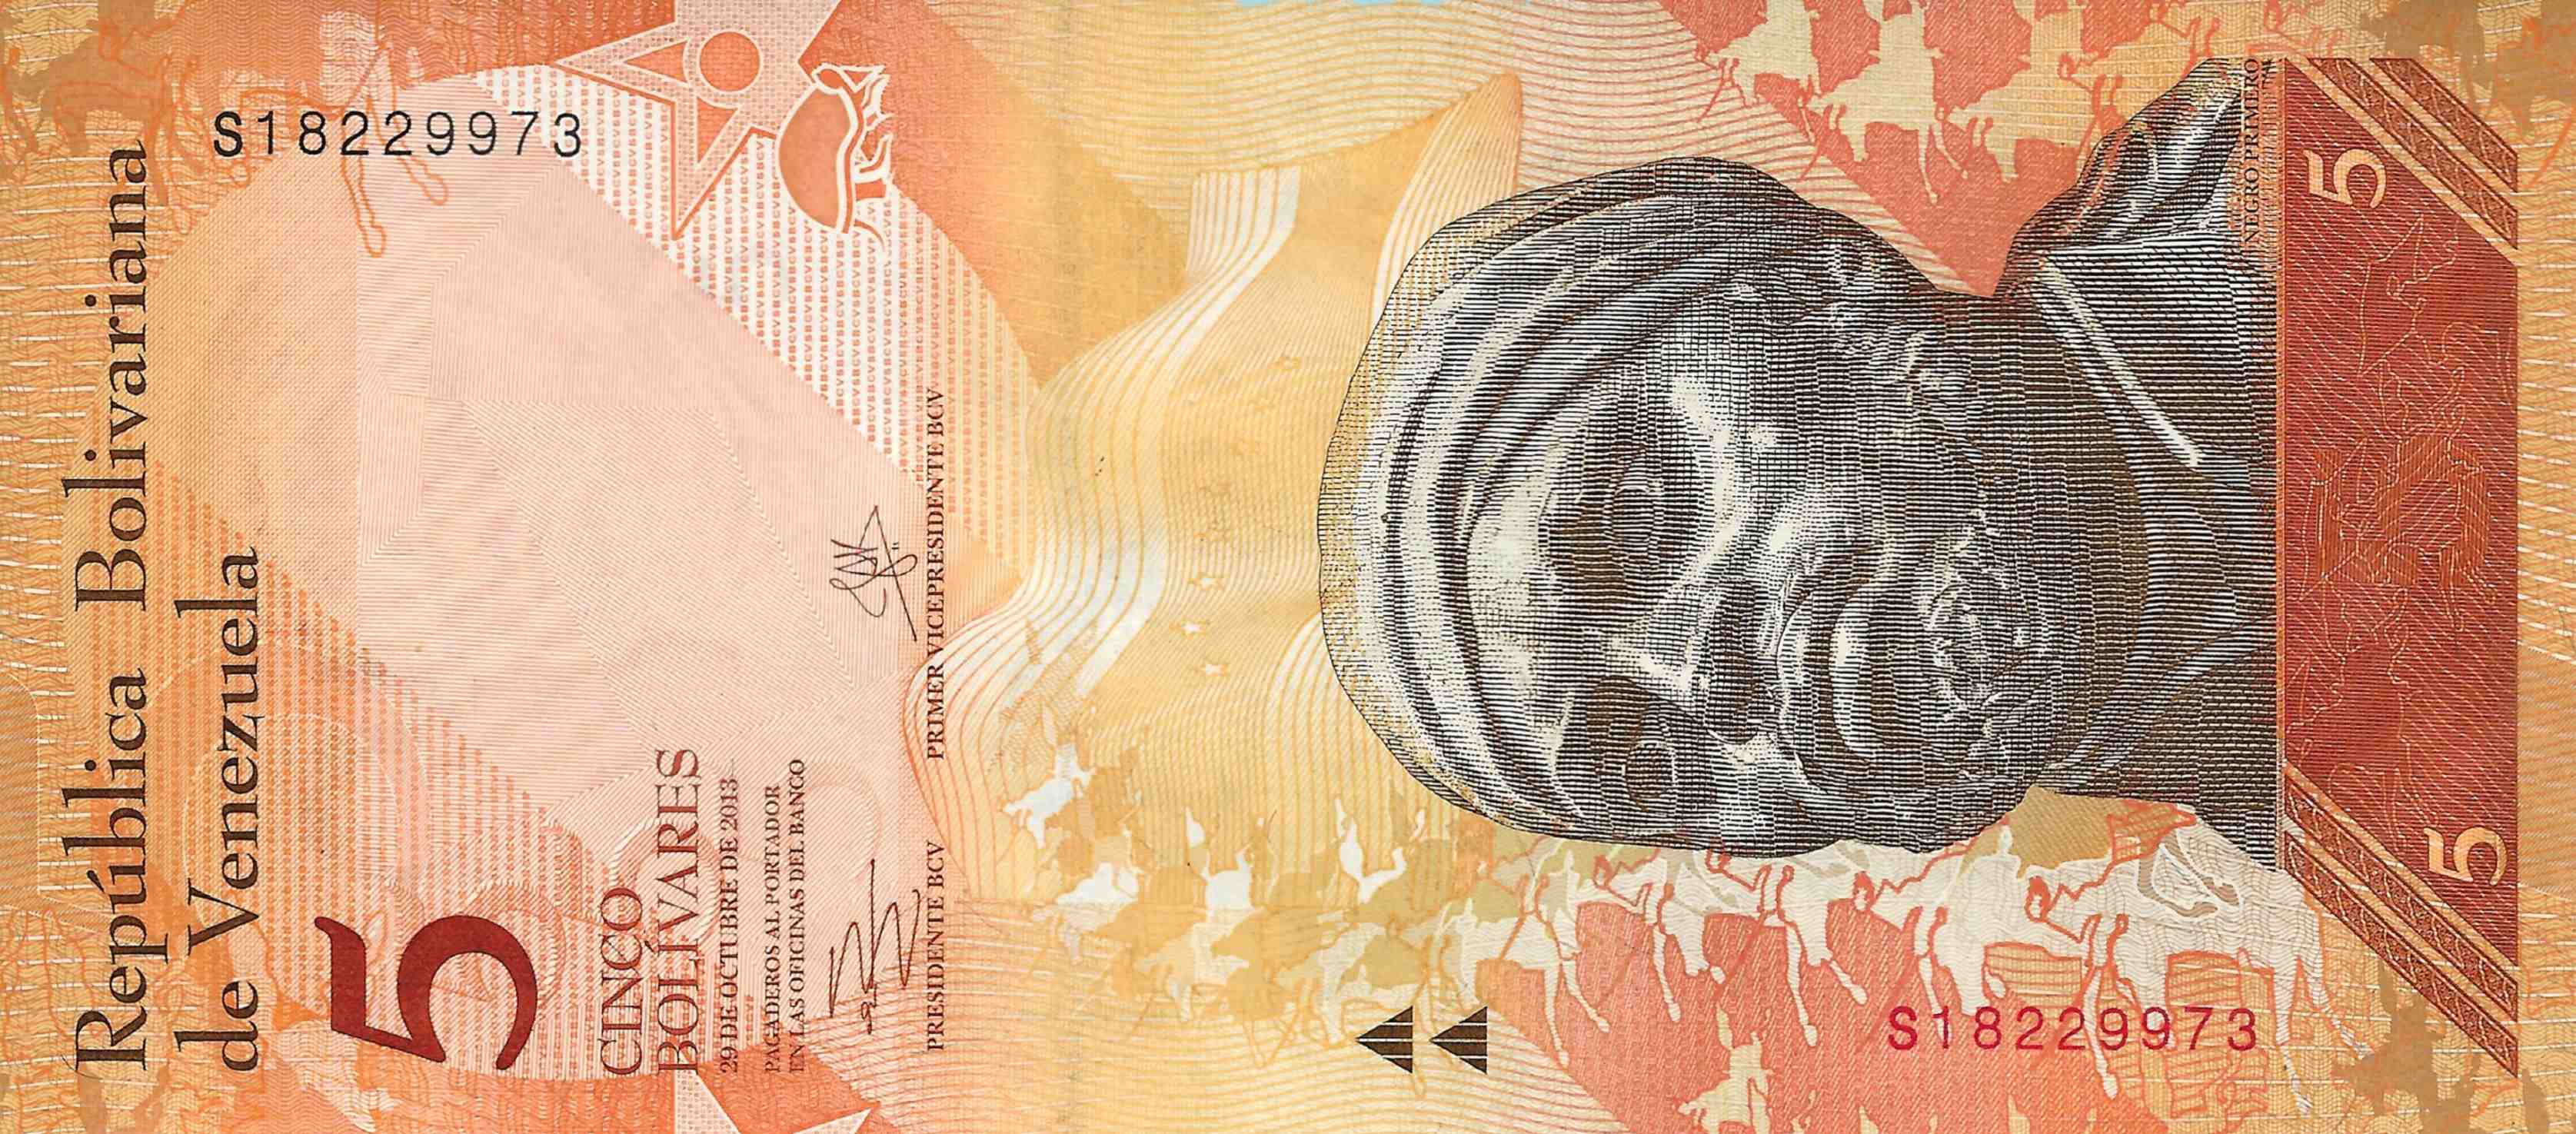 República Bolivariana
de Venezuela
S18229973
5
CINCO
BOLÍVARES
29 DE OCTUBRE DE 2013
PAGADEROS AL PORTADOR
EN LAS OFICINAS DEL BANCO
PRESIDENTE BCV
PRIMER VICEPRESIDENTE BCV
S18229973
NEGRO PRIMERO
5
5